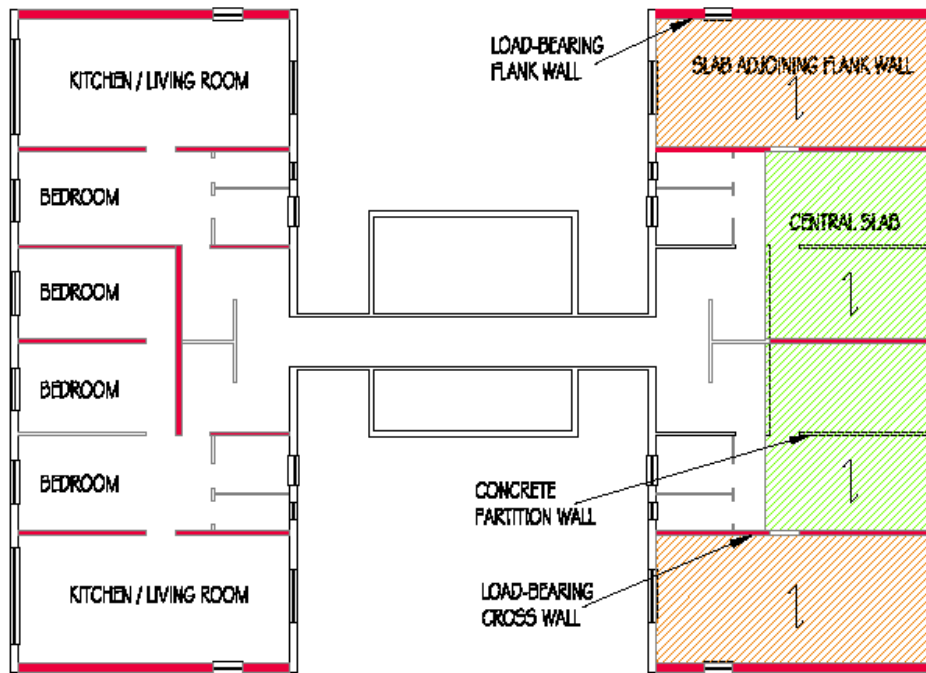 KITCHEN / LIVING ROOM
BEDROOM
BEDROOM
BEDROOM
BEDROOM
KITCHEN / LIVING ROOM
LOAD-BEARING
FLANK WALL
SLAB ADJOINING FLANK WALL
CENTRAL SLAB
CONCRETE
PARTITION WALL
LOAD-BEARING
CROSS WALL